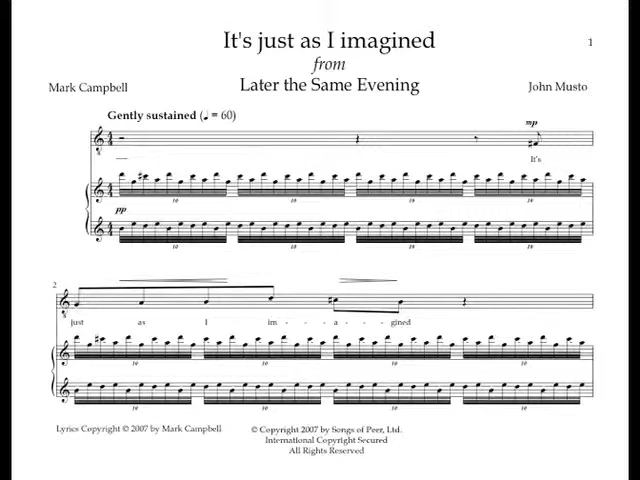 It's just as I imagined
1
from
Mark Campbell
Later the Same Evening
John Musto
Gently sustained (♩ = 60)
mp
It's
pp
10 10 10 10
10 10 10 10
2
just as I im - - - a - - gined
10 10 10 10
10 10 10 10
Lyrics Copyright © 2007 by Mark Campbell
© Copyright 2007 by Songs of Peer, Ltd.
International Copyright Secured
All Rights Reserved